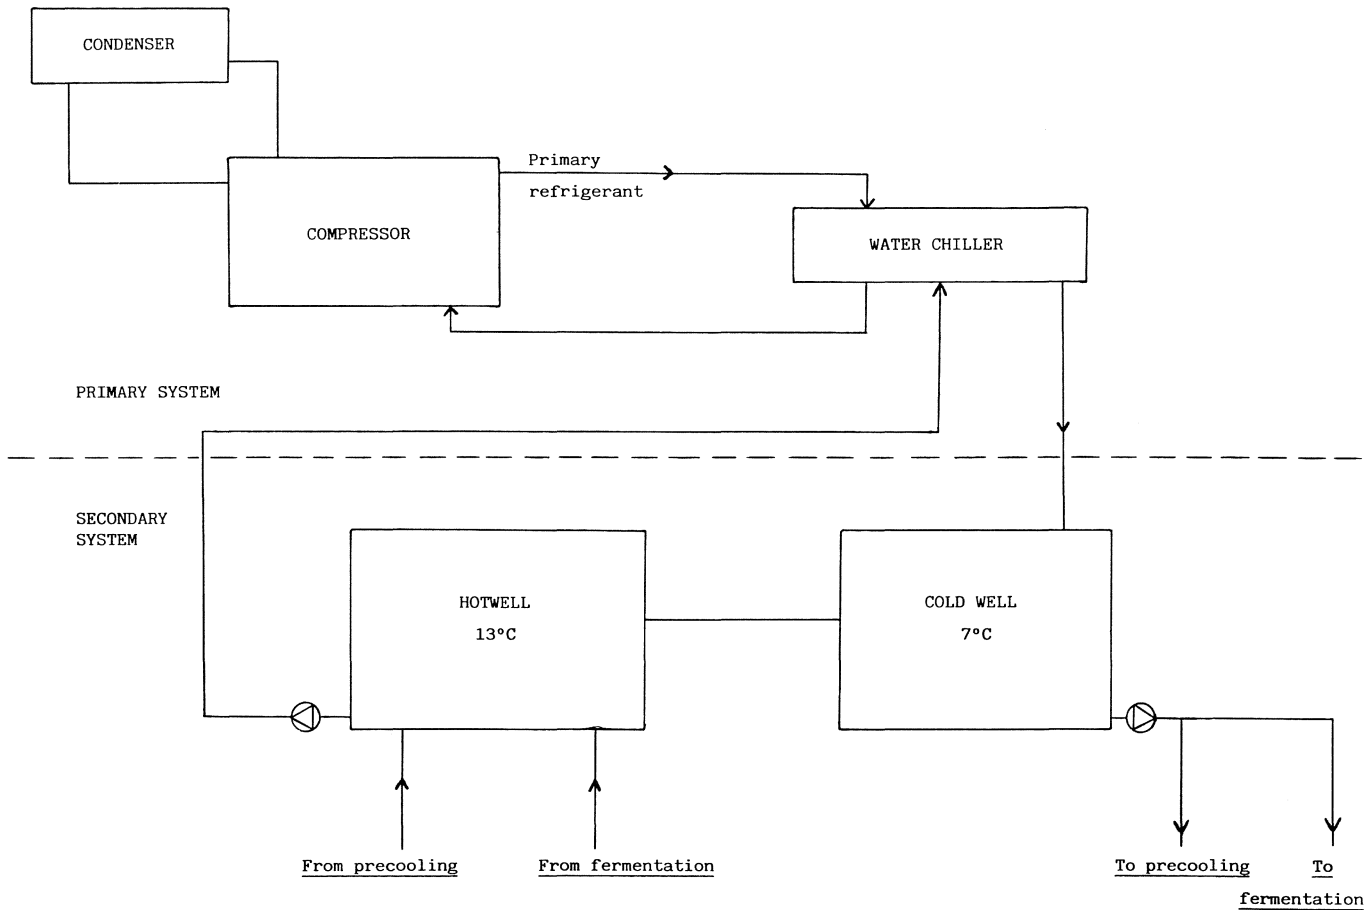 CONDENSER
Primary
refrigerant
COMPRESSOR
WATER CHILLER
PRIMARY SYSTEM
SECONDARY
SYSTEM
HOTWELL
13°C
COLD WELL
7°C
From precooling
From fermentation
To precooling
To
fermentation